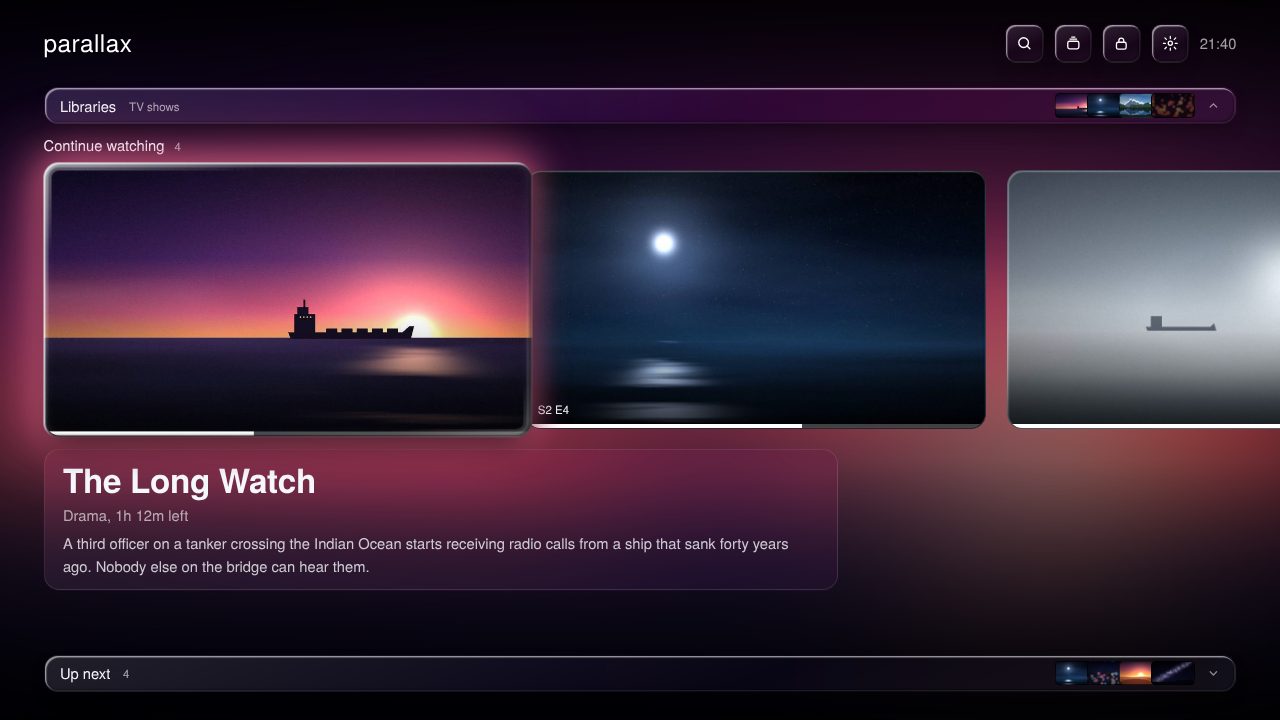 parallax
21:40
Libraries TV shows
Continue watching 4
S2 E4
The Long Watch
Drama, 1h 12m left
A third officer on a tanker crossing the Indian Ocean starts receiving radio calls from a ship that sank forty years
ago. Nobody else on the bridge can hear them.
Up next 4